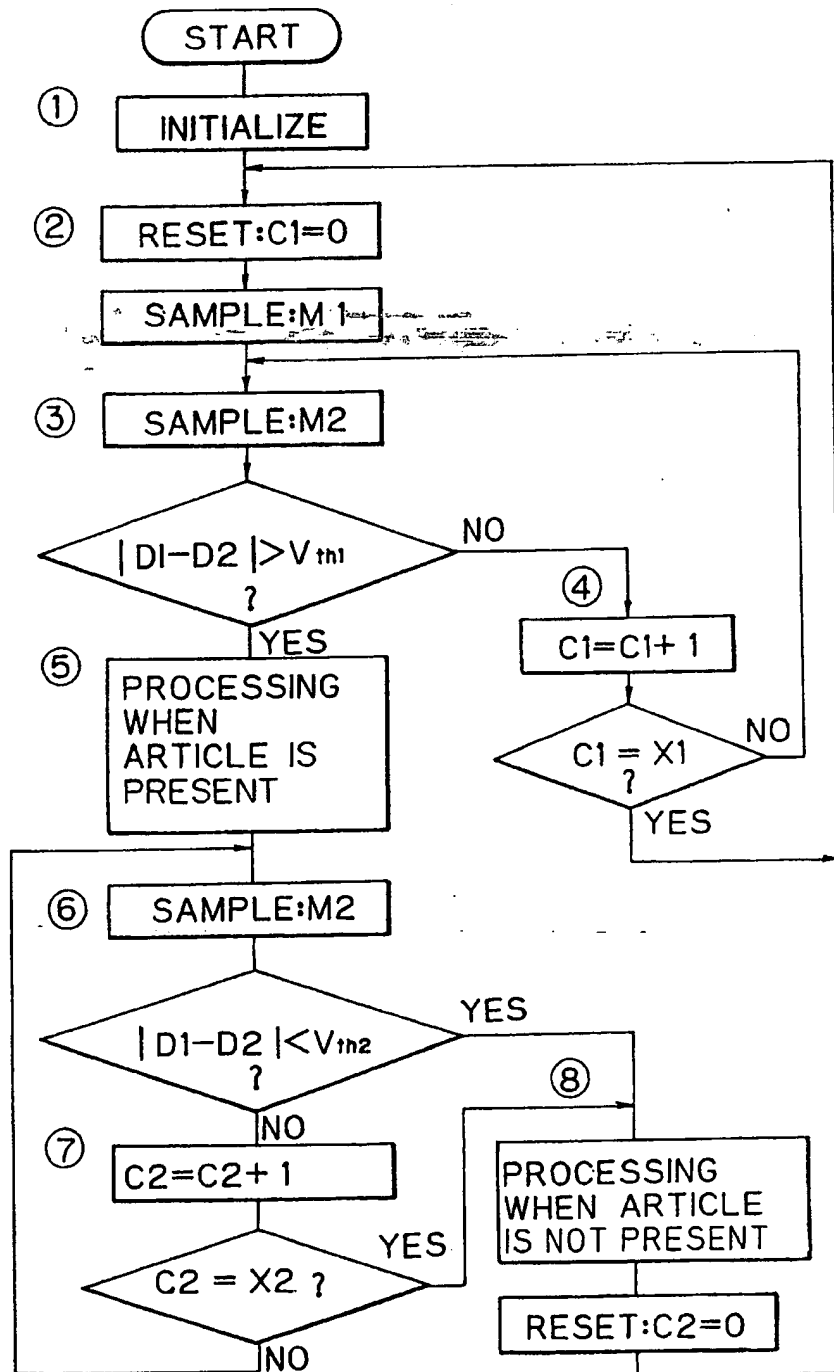 START
①
INITIALIZE
②
RESET:C1=0
SAMPLE:M1
③
SAMPLE:M2
|D1-D2|>Vth1
?
NO
YES
④
C1=C1+1
C1=X1
?
NO
YES
⑤
PROCESSING
WHEN
ARTICLE IS
PRESENT
⑥
SAMPLE:M2
|D1-D2|<Vth2
?
YES
NO
⑦
C2=C2+1
C2=X2 ?
YES
NO
⑧
PROCESSING
WHEN ARTICLE
IS NOT PRESENT
RESET:C2=0